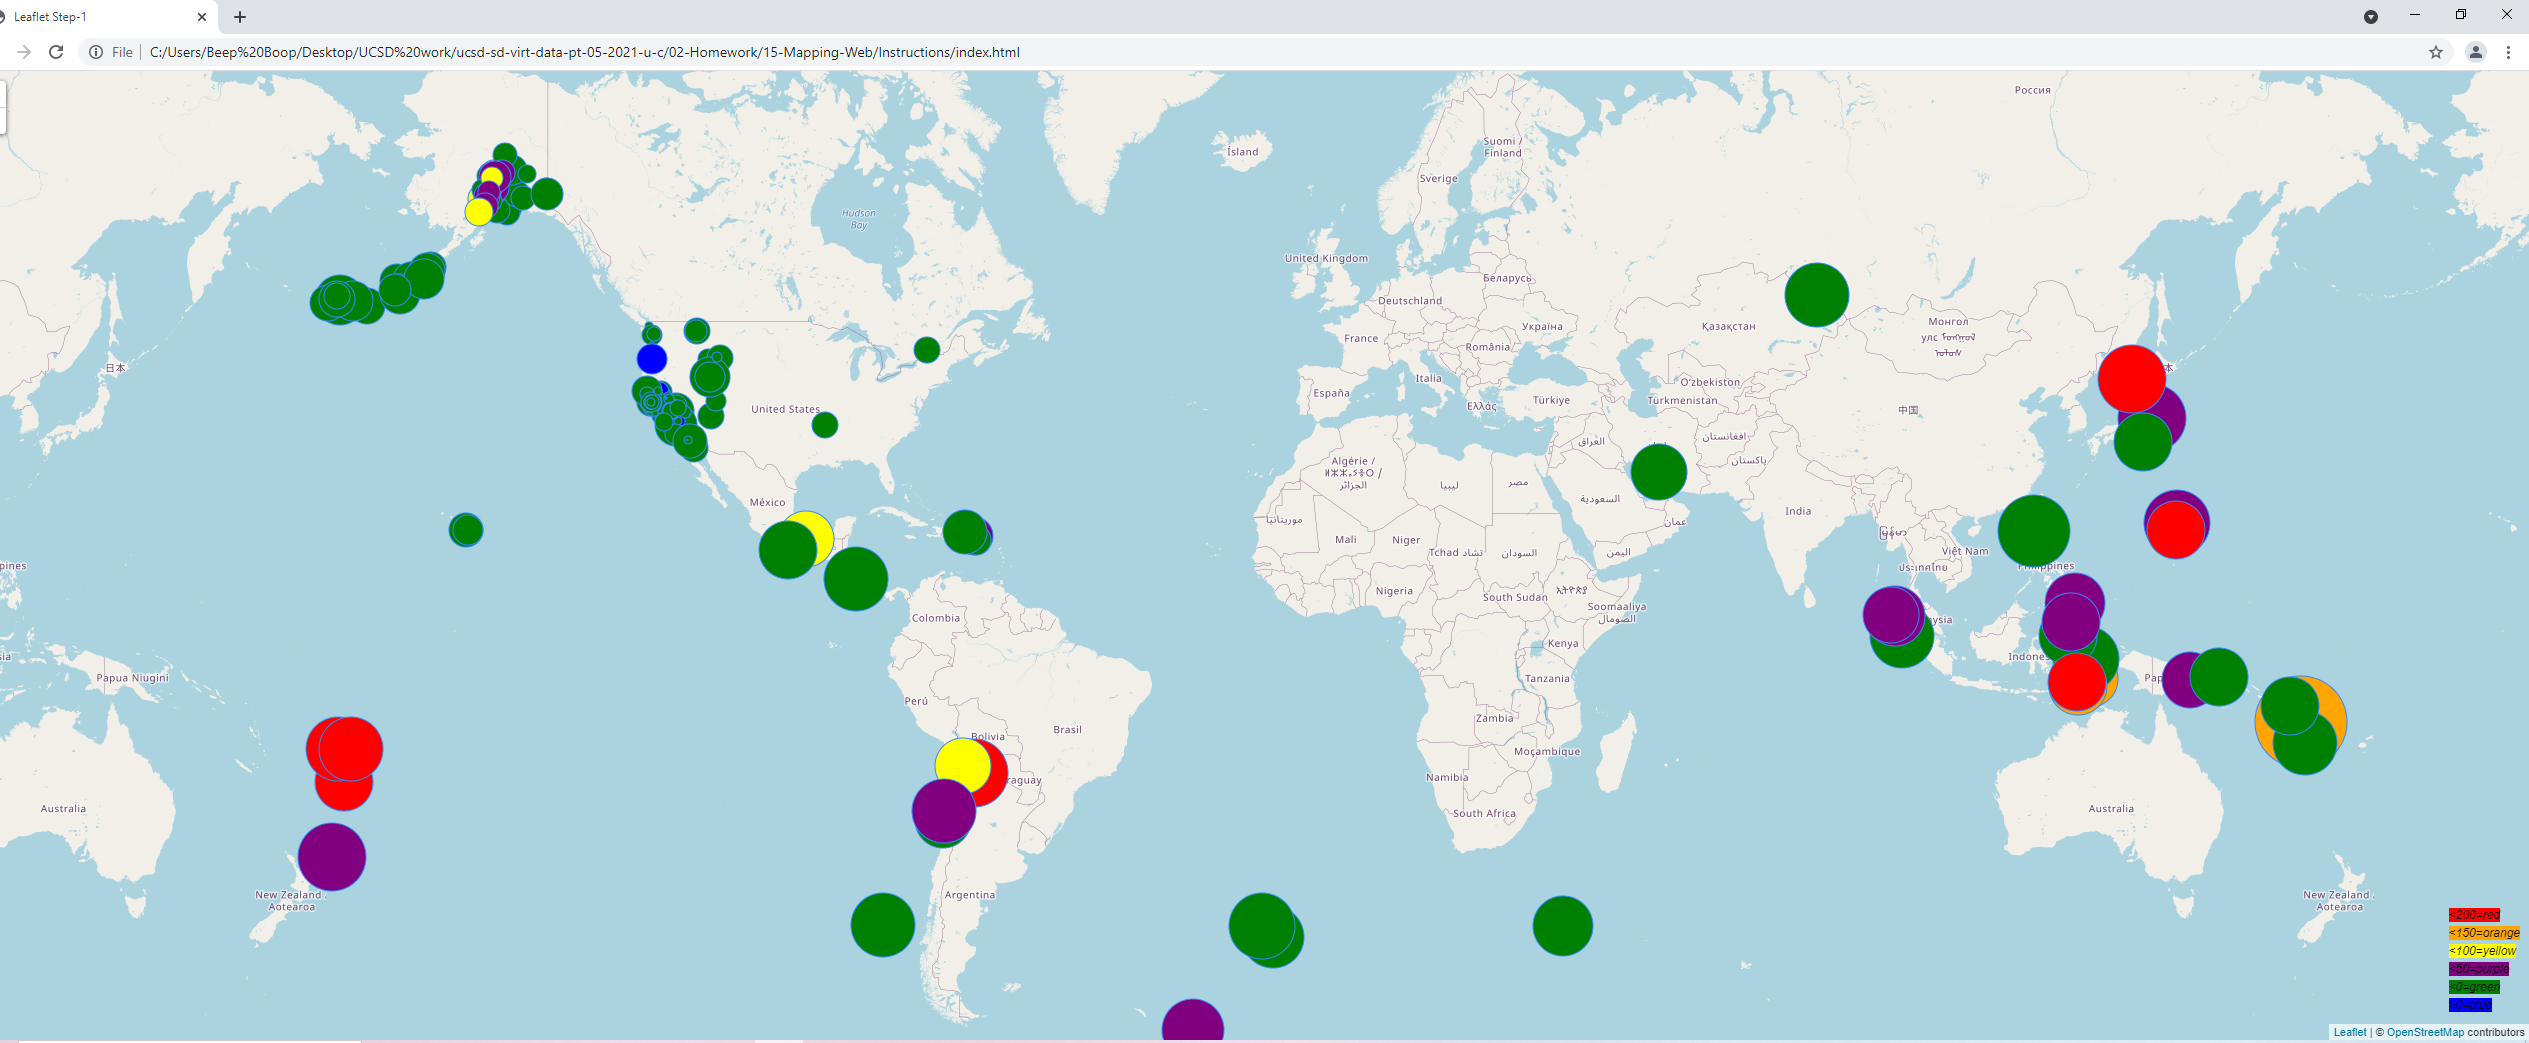 Leaflet Step-1
File
C:/Users/Beep%20Boop/Desktop/UCSD%20work/ucsd-sd-virt-data-pt-05-2021-u-c/02-Homework/15-Mapping-Web/Instructions/index.html
Россия
Suomi /
Finland
Ísland
Sverige
Hudson
Bay
United Kingdom
Беларусь
Deutschland
Україна
Қазақстан
Монгол
улс
France
România
日本
Italia
O'zbekiston
España
Türkiye
Türkmenistan
Ελλάς
United States
中国
العراق
افغانستان
Algérie /
ⵍⵣⵣⴰⵢⴻⵔ /
الجزائر
ليبيا
مصر
پاکستان
السعودية
México
India
موريتانيا
عمان
Mali
Niger
Tchad تشاد
السودان
اليمن
Việt Nam
ประเทศไทย
pines
Philippines
Nigeria
South Sudan
ኢትዮጵያ
Soomaaliya
الصومال
Colombia
ysia
Kenya
sia
Indones
Papua Niugini
Tanzania
Pap
Perú
Zambia
Brasil
Bolivia
Moçambique
Namibia
raguay
Australia
Australia
South Africa
New Zealand
Aotearoa
Argentina
New Zealand
Aotearoa
<200=red
<150=orange
<100=yellow
<50=purple
<0=green
>0=blue
Leaflet | © OpenStreetMap contributors